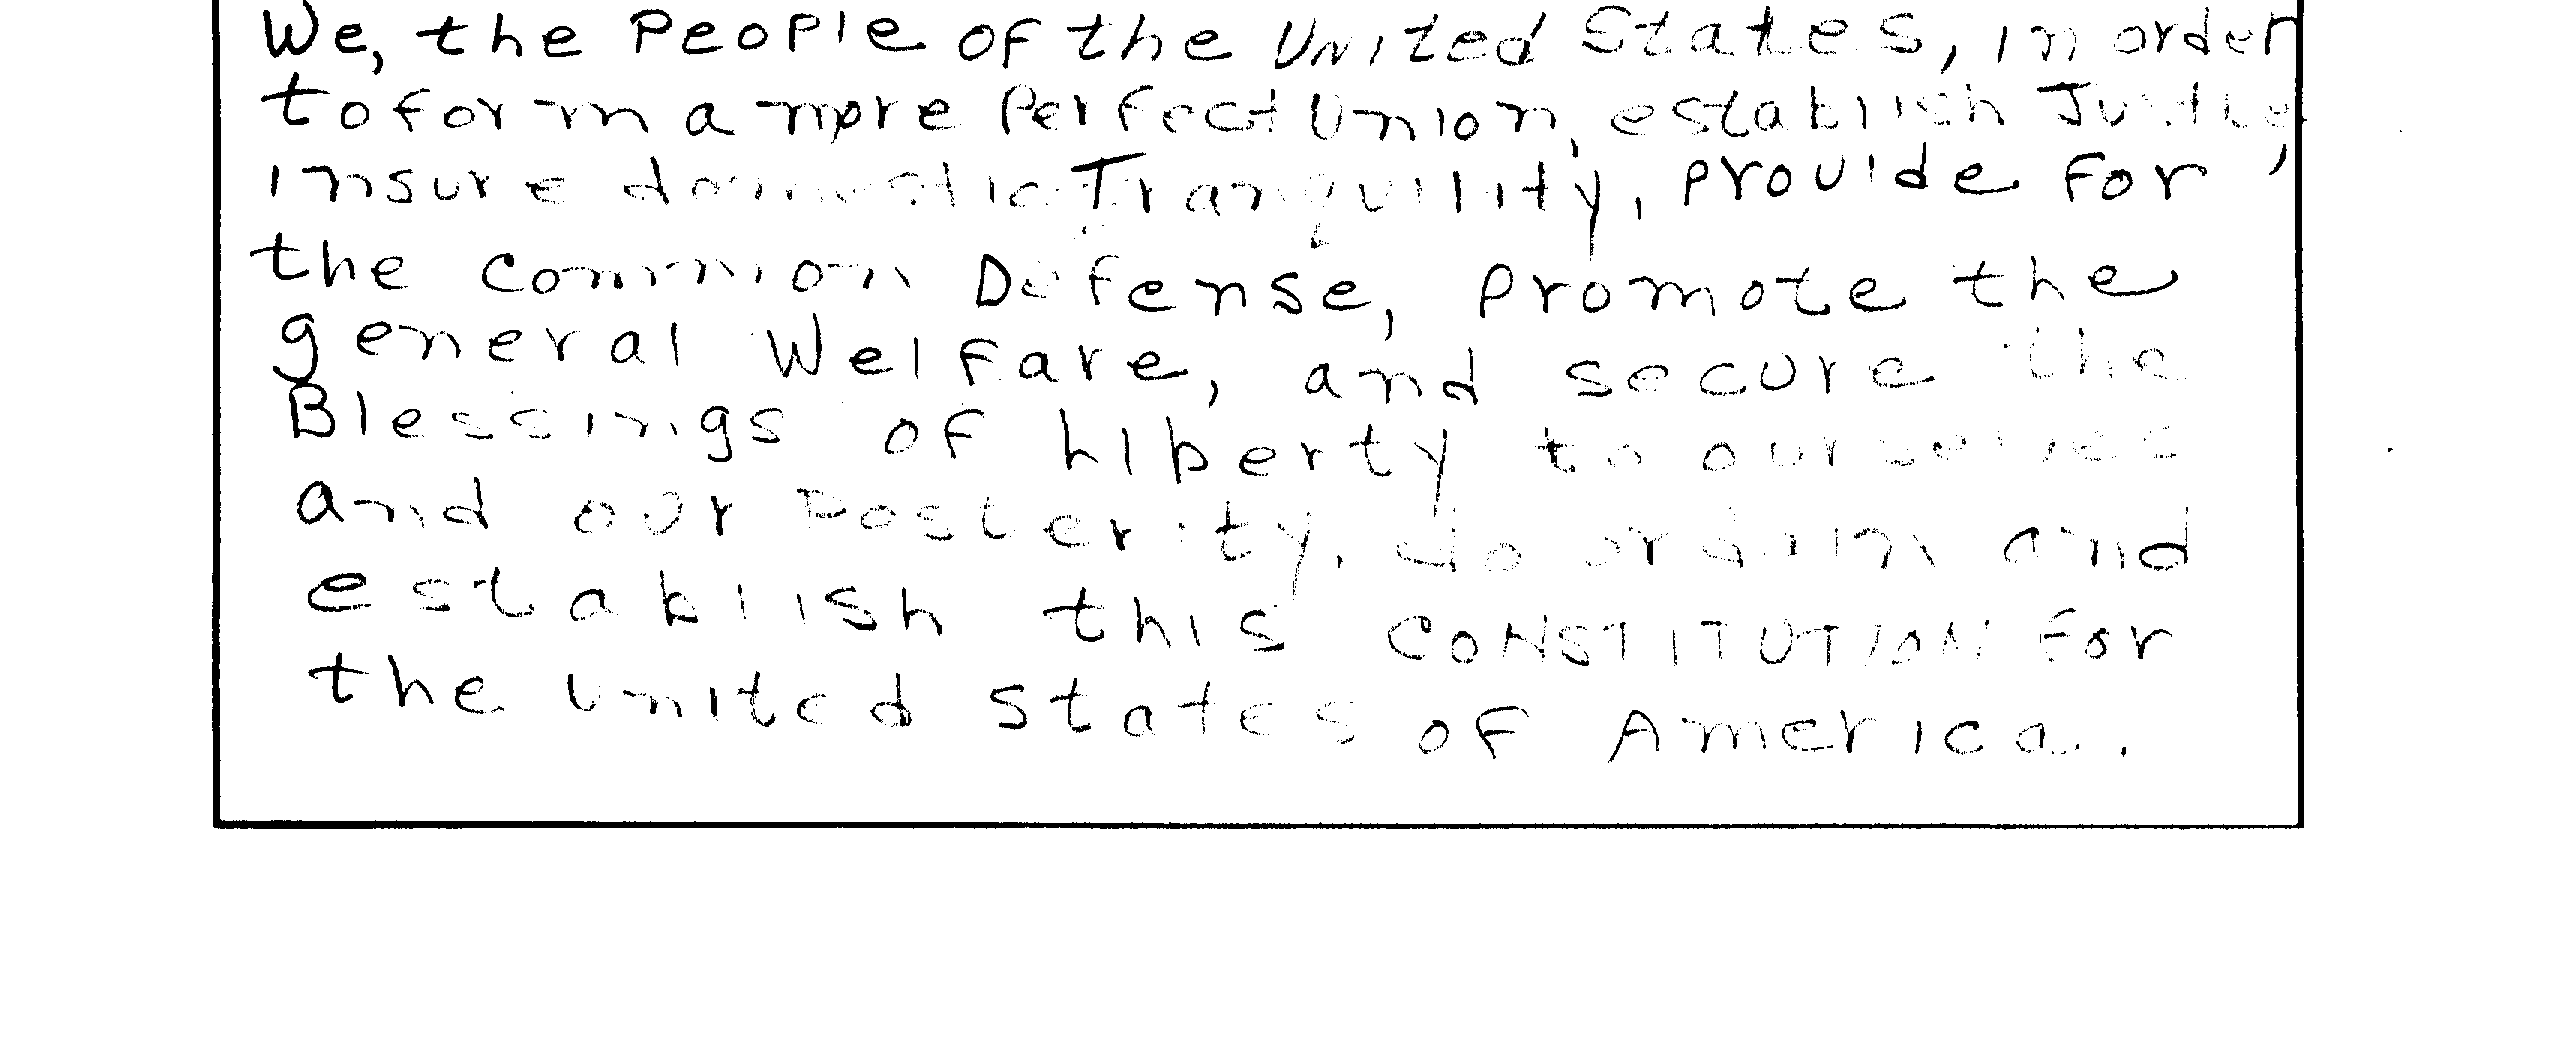 We, the People of the United States, in order
to form a more Perfect Union, establish Justice,
insure domestic Tranquility, provide for
the common Defense, promote the
general Welfare, and secure the
Blessings of Liberty to ourselves
and our Posterity, do ordain and
establish this CONSTITUTION for
the United States of America.